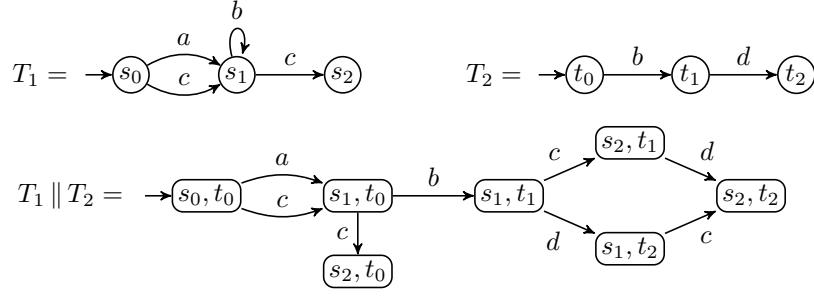 b
a
T₁ = s₀ s₁ c s₂ T₂ = t₀ b t₁ d t₂
c
s₂, t₁
a c d
T₁ ∥ T₂ = s₀, t₀ s₁, t₀ b s₁, t₁ s₂, t₂
c
c d s₁, t₂ c
s₂, t₀